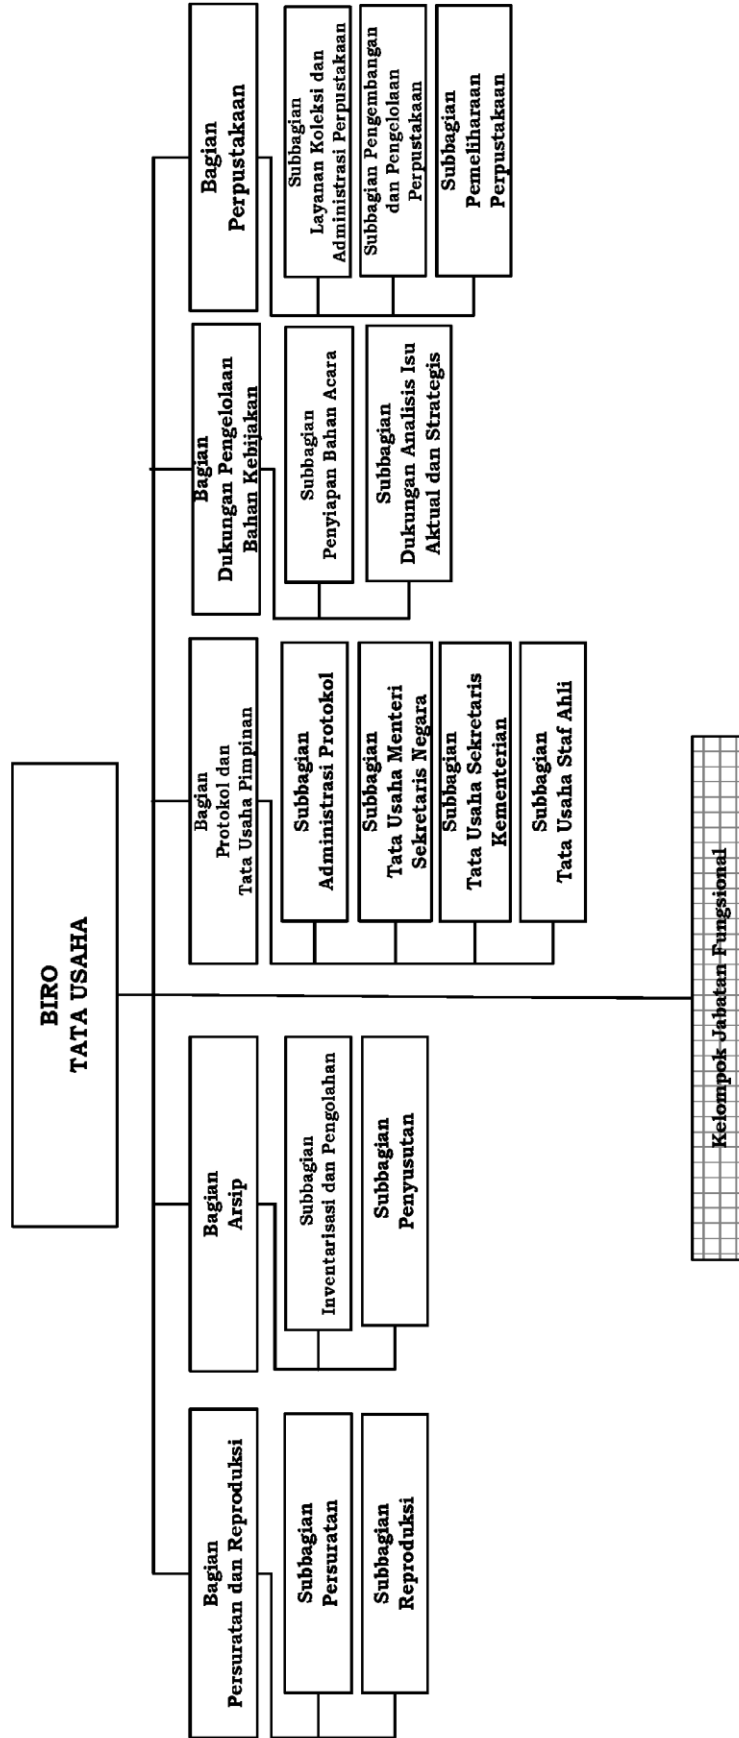 BIRO
TATA USAHA
Bagian
Persuratan dan Reproduksi
Subbagian
Persuratan
Subbagian
Reproduksi
Bagian
Arsip
Subbagian
Inventarisasi dan Pengolahan
Subbagian
Penyusutan
Bagian
Protokol dan
Tata Usaha Pimpinan
Subbagian
Administrasi Protokol
Subbagian
Tata Usaha Menteri
Sekretaris Negara
Subbagian
Tata Usaha Sekretaris
Kementerian
Subbagian
Tata Usaha Staf Ahli
Bagian
Dukungan Pengelolaan
Bahan Kebijakan
Subbagian
Penyiapan Bahan Acara
Subbagian
Dukungan Analisis Isu
Aktual dan Strategis
Bagian
Perpustakaan
Subbagian
Layanan Koleksi dan
Administrasi Perpustakaan
Subbagian Pengembangan
dan Pengelolaan
Perpustakaan
Subbagian
Pemeliharaan
Perpustakaan
Kelompok Jabatan Fungsional